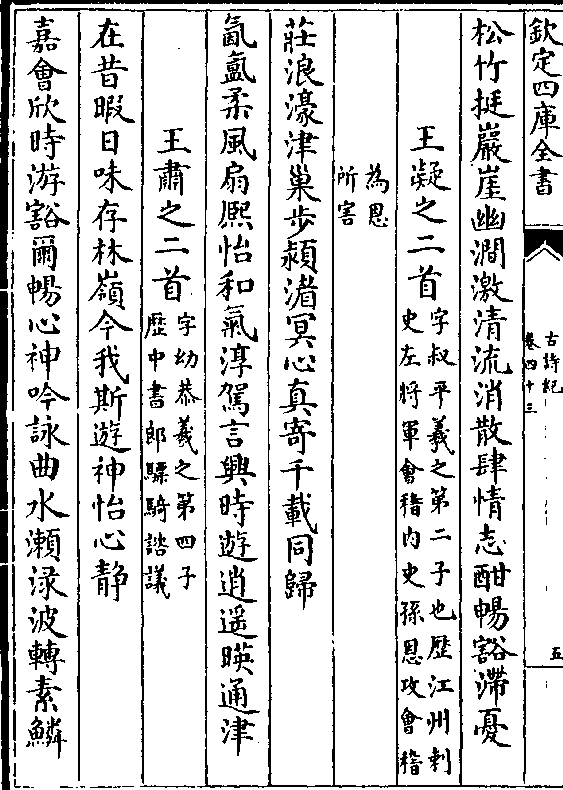 欽定四庫全書
古詩紀
卷四十三
五
松竹挺巖崖幽澗激清流消散肆情志酣暢豁滯憂
王凝之二首
字叔平羲之第二子也歴江州刺
史左將軍會稽内史孫恩攻會稽
為恩
所害
莊浪濠津巢步潁渚冥心真寄千載同歸
氤氳柔風扇熈怡和氣淳駕言興時遊逍遥暎通津
王肅之二首
字幼恭羲之第四子
歴中書郎驃騎諮議
在昔暇日味存林嶺今我斯遊神怡心静
嘉會欣時游豁爾暢心神吟詠曲水瀬渌波轉素鱗